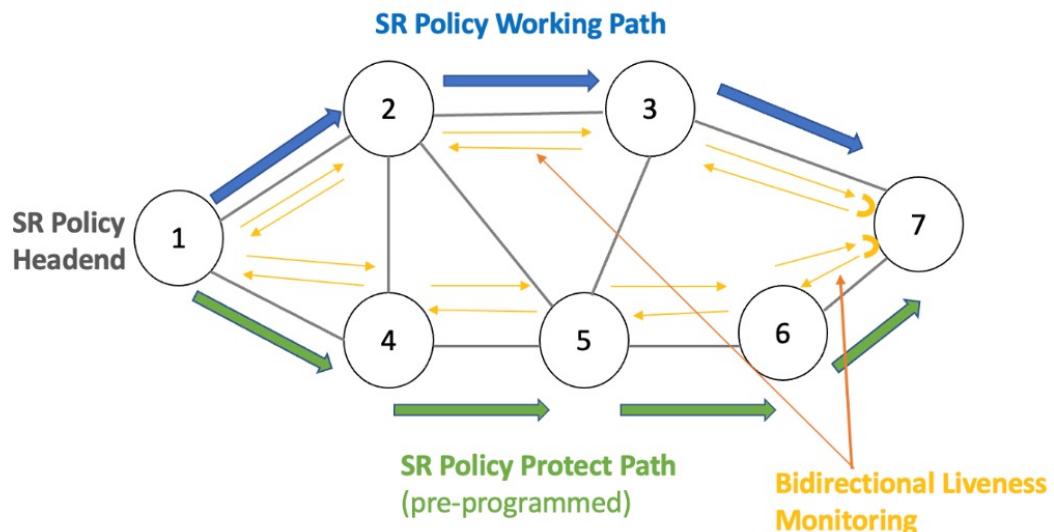 SR Policy Working Path
2
3
SR Policy
Headend
1
7
4
5
6
SR Policy Protect Path
(pre-programmed)
Bidirectional Liveness
Monitoring